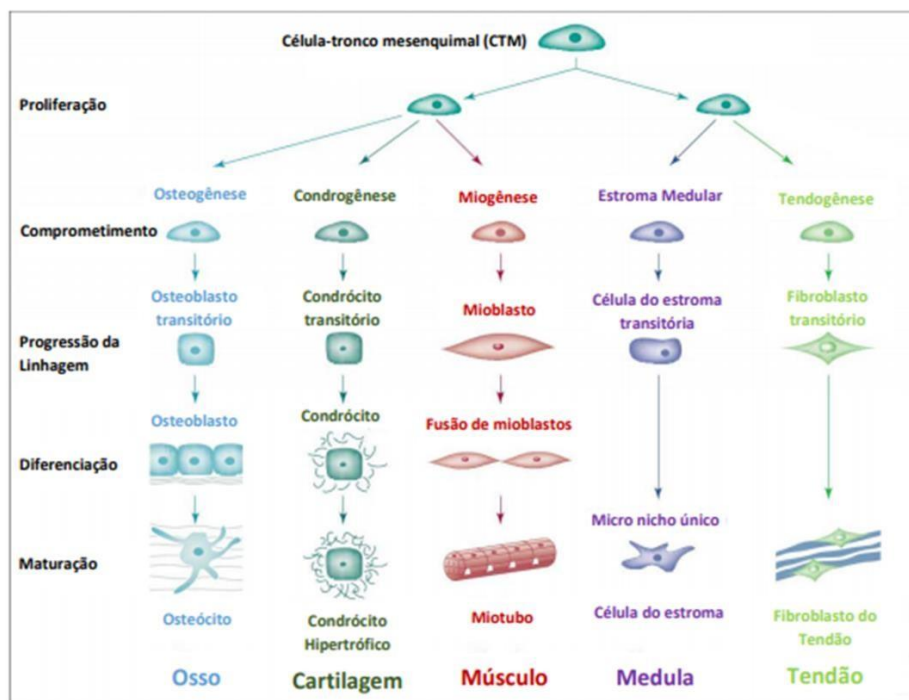 Célula-tronco mesenquimal (CTM)
Proliferação
Osteogênese
Condrogênese
Miogênese
Estroma Medular
Tendogênese
Comprometimento
Osteoblasto
transitório
Condrócito
transitório
Mioblasto
Célula do estroma
transitória
Fibroblasto
transitório
Progressão da
Linhagem
Osteoblasto
Condrócito
Fusão de mioblastos
Diferenciação
Micro nicho único
Maturação
Osteócito
Condrócito
Hipertrófico
Miotubo
Célula do estroma
Fibroblasto do
Tendão
Osso
Cartilagem
Músculo
Medula
Tendão